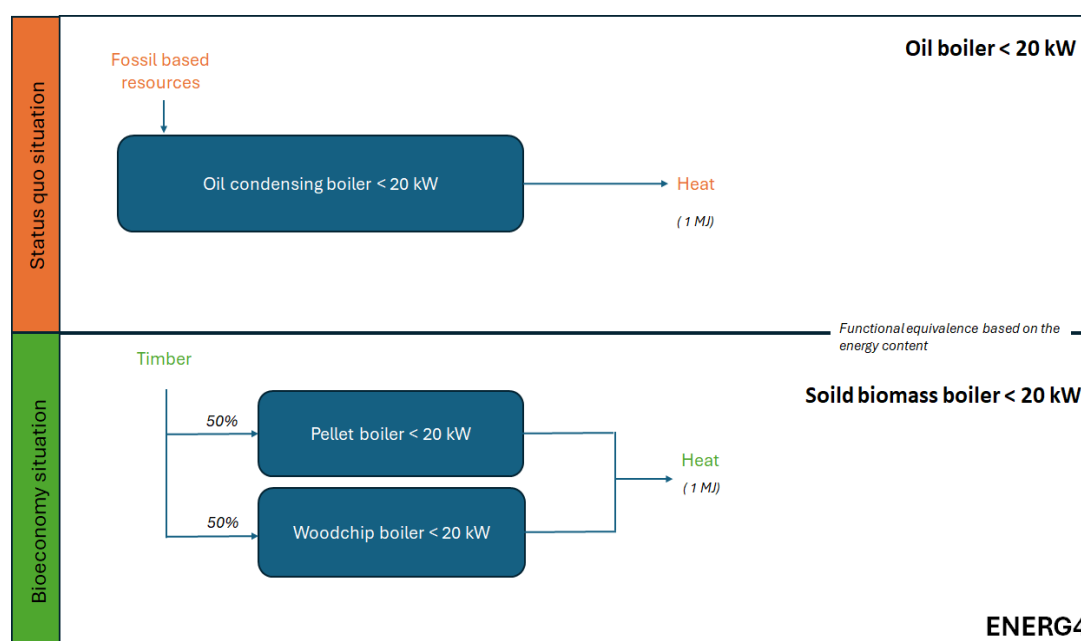 Status quo situation
Oil boiler < 20 kW
Fossil based
resources
Oil condensing boiler < 20 kW
Heat
( 1 MJ)
Functional equivalence based on the
energy content
Bioeconomy situation
Timber
Soild biomass boiler < 20 kW
50%
Pellet boiler < 20 kW
Heat
( 1 MJ)
50%
Woodchip boiler < 20 kW
ENERG4